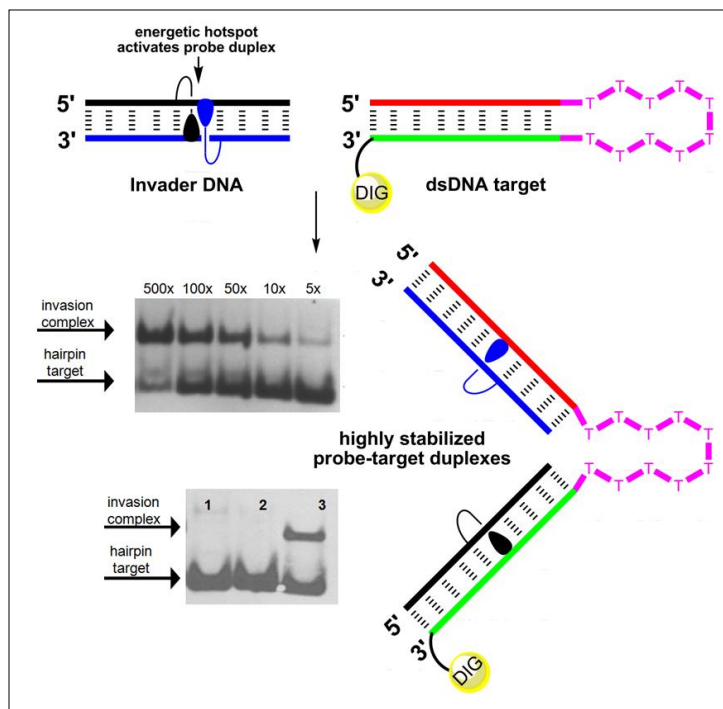 energetic hotspot
activates probe duplex
5'
3'
Invader DNA
5'
3'
T T T T T
T T T T
DIG
dsDNA target
500x 100x 50x 10x 5x
invasion
complex
hairpin
target
5'
3'
T T T T T
T T T T
highly stabilized
probe-target duplexes
1 2 3
invasion
complex
hairpin
target
5'
3'
DIG